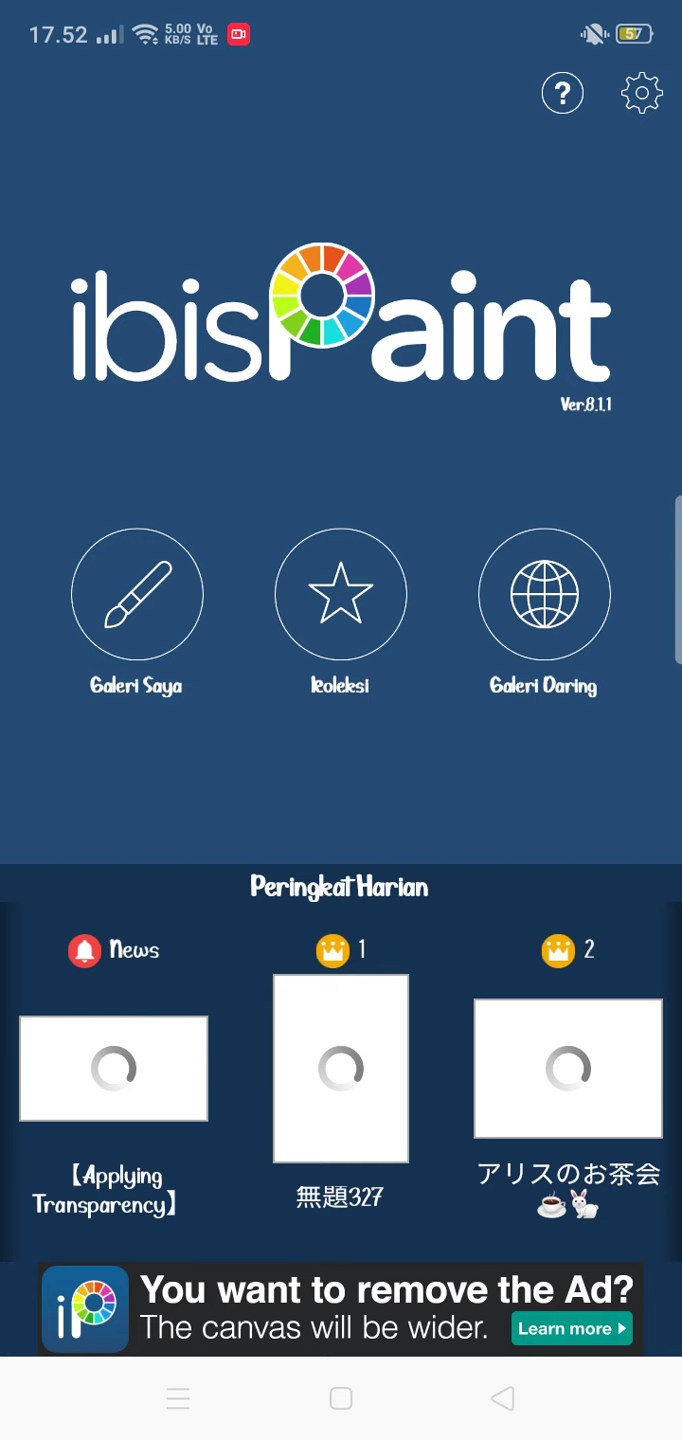 17.52 5.00 KB/S Vo LTE 57
?
ibisPaint
Ver.8.1.1
Galeri Saya Koleksi Galeri Daring
Peringkat Harian
News 1 2
【Applying
Transparency】
無題327
アリスのお茶会
☕🐇
iP
You want to remove the Ad?
The canvas will be wider. Learn more